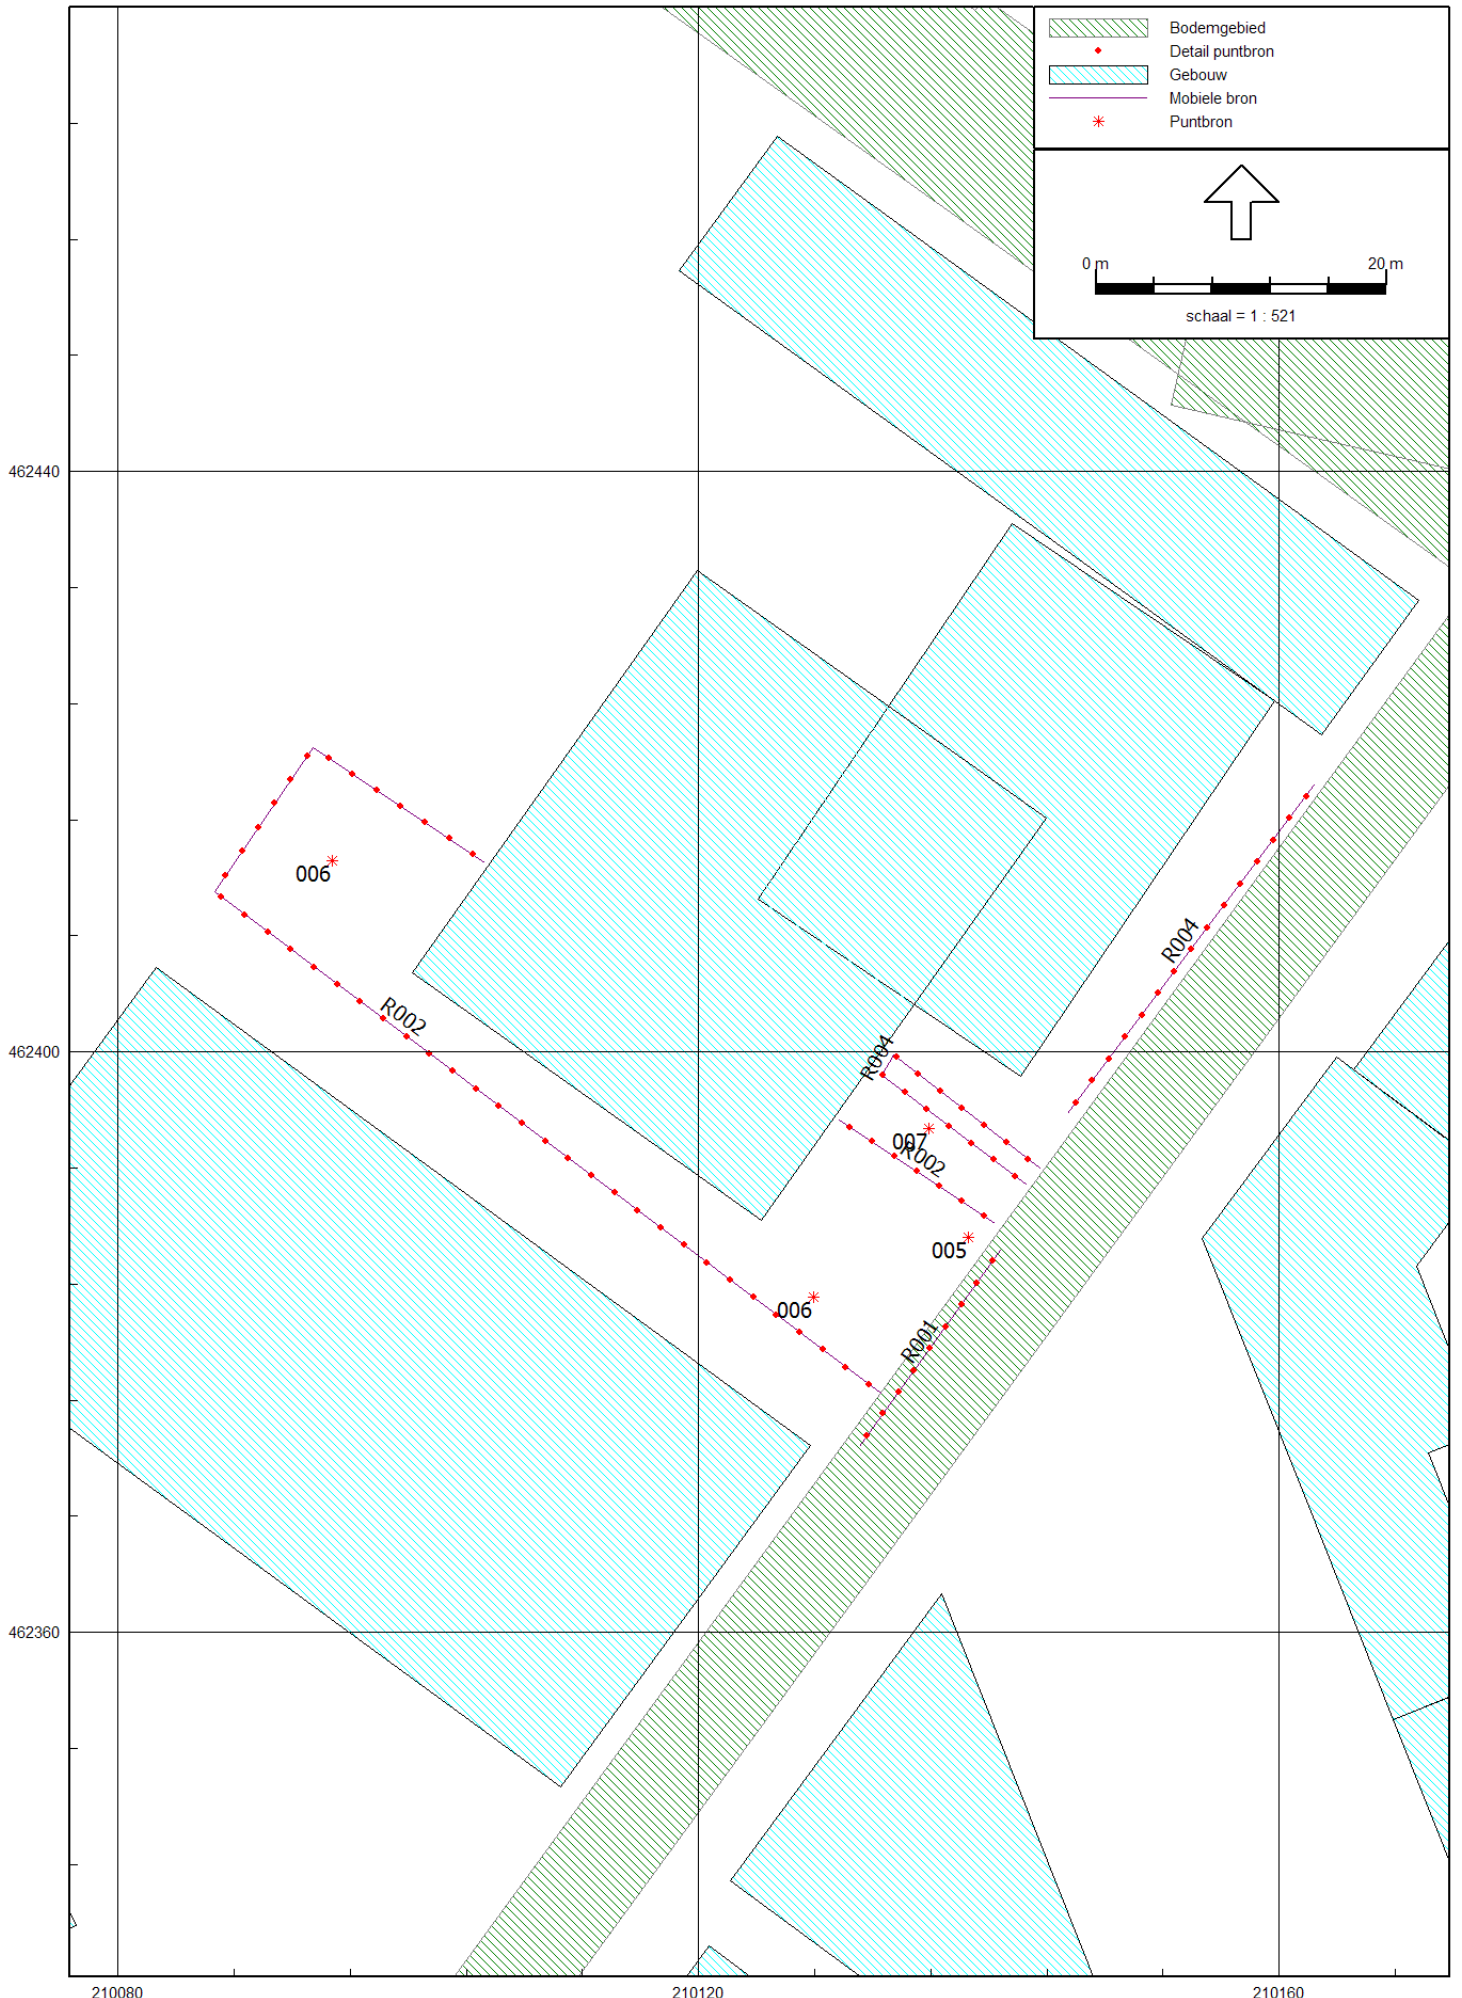 Bodemgebied
Detail puntbron
Gebouw
Mobiele bron
Puntbron
0 m 20 m
schaal = 1 : 521
462440
006
R004
R002
462400
R004
007
R002
005
006
R001
462360
210080 210120 210160